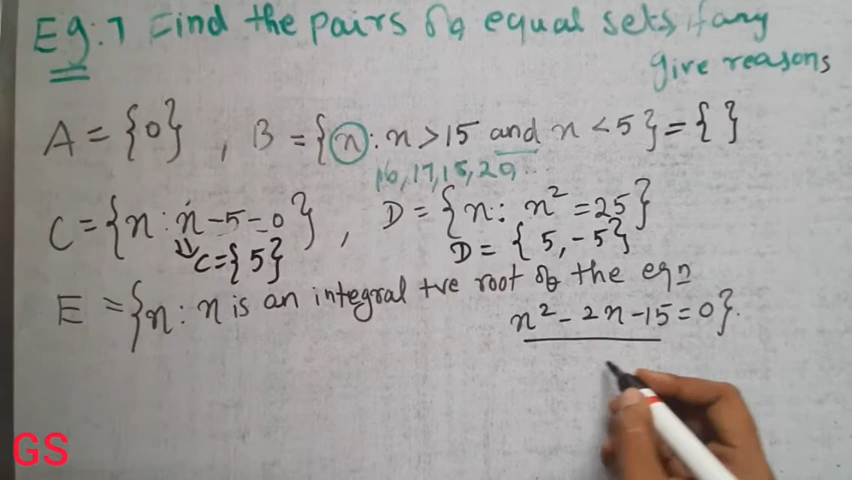 Eg:7 Find the pairs of equal sets, if any
give reasons
A = {0} , B = {x : x > 15 and x < 5} = { }
16, 17, 18, 20...
C = {x : x - 5 = 0} , D = {x : x² = 25}
C = {5} D = {5, -5}
E = {x : x is an integral +ve root of the eqn
x² - 2x - 15 = 0}.
GS